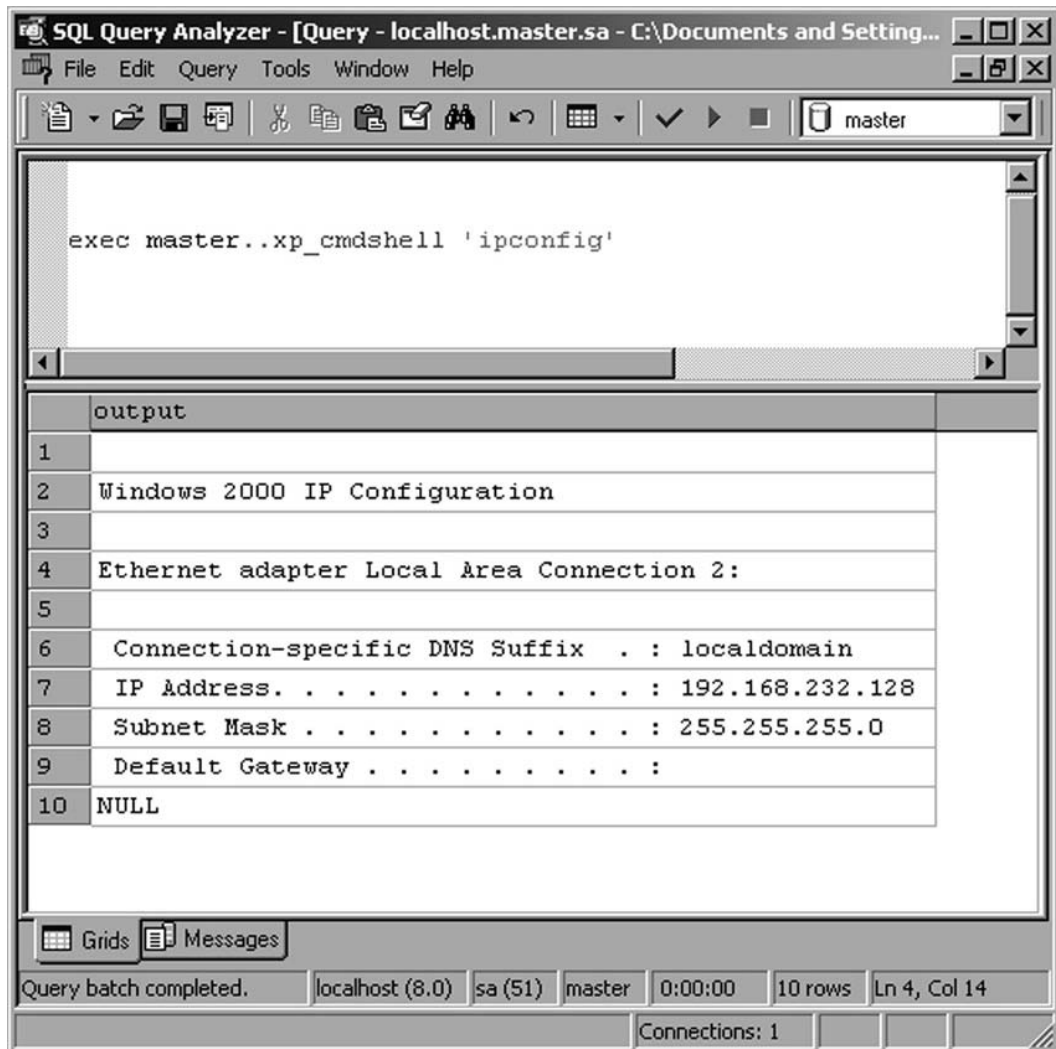 SQL Query Analyzer - [Query - localhost.master.sa - C:\Documents and Setting...
File Edit Query Tools Window Help
master
exec master..xp_cmdshell 'ipconfig'
output
1
2 Windows 2000 IP Configuration
3
4 Ethernet adapter Local Area Connection 2:
5
6 Connection-specific DNS Suffix . : localdomain
7 IP Address. . . . . . . . . . . . : 192.168.232.128
8 Subnet Mask . . . . . . . . . . . : 255.255.255.0
9 Default Gateway . . . . . . . . . :
10 NULL
Grids Messages
Query batch completed. localhost (8.0) sa (51) master 0:00:00 10 rows Ln 4, Col 14
Connections: 1